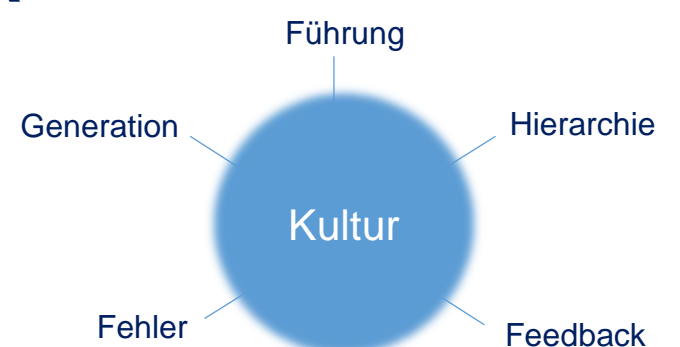 Führung
Generation
Hierarchie
Kultur
Fehler
Feedback